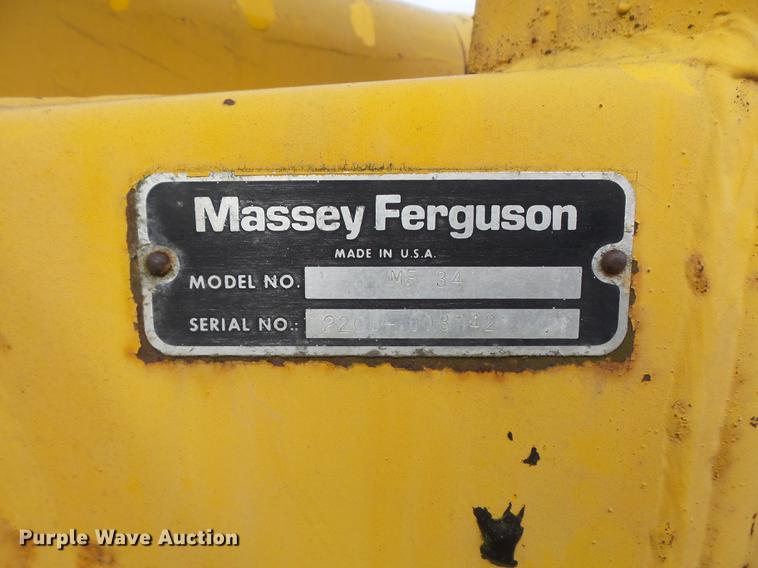 Massey Ferguson
MADE IN U.S.A.
MODEL NO. MF 34
SERIAL NO.:
Purple Wave Auction